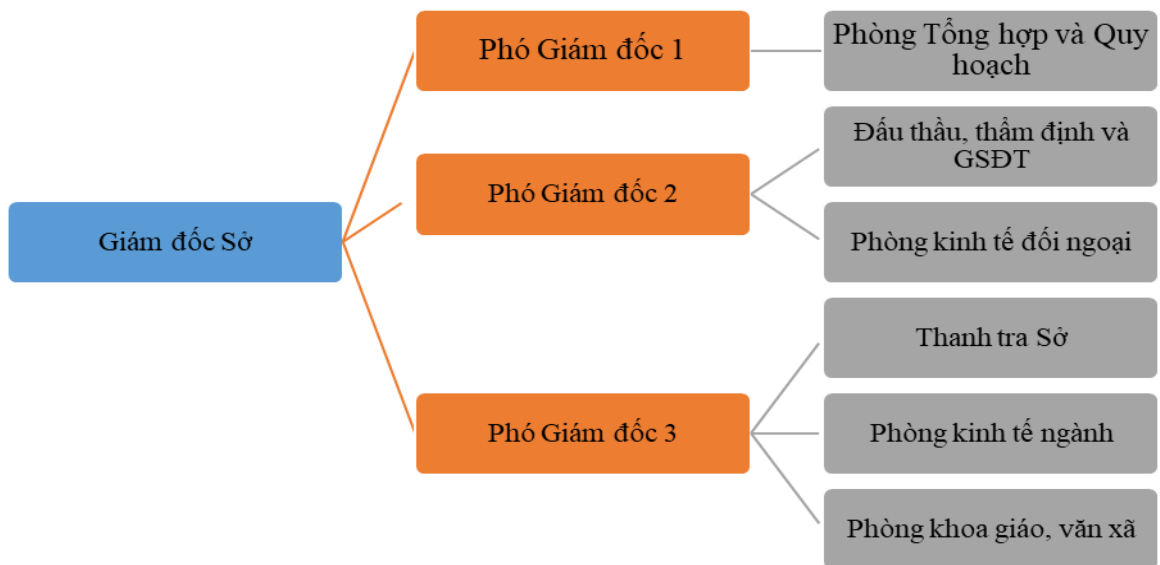 Giám đốc Sở
Phó Giám đốc 1
Phòng Tổng hợp và Quy
hoạch
Phó Giám đốc 2
Đấu thầu, thẩm định và
GSĐT
Phòng kinh tế đối ngoại
Phó Giám đốc 3
Thanh tra Sở
Phòng kinh tế ngành
Phòng khoa giáo, văn xã